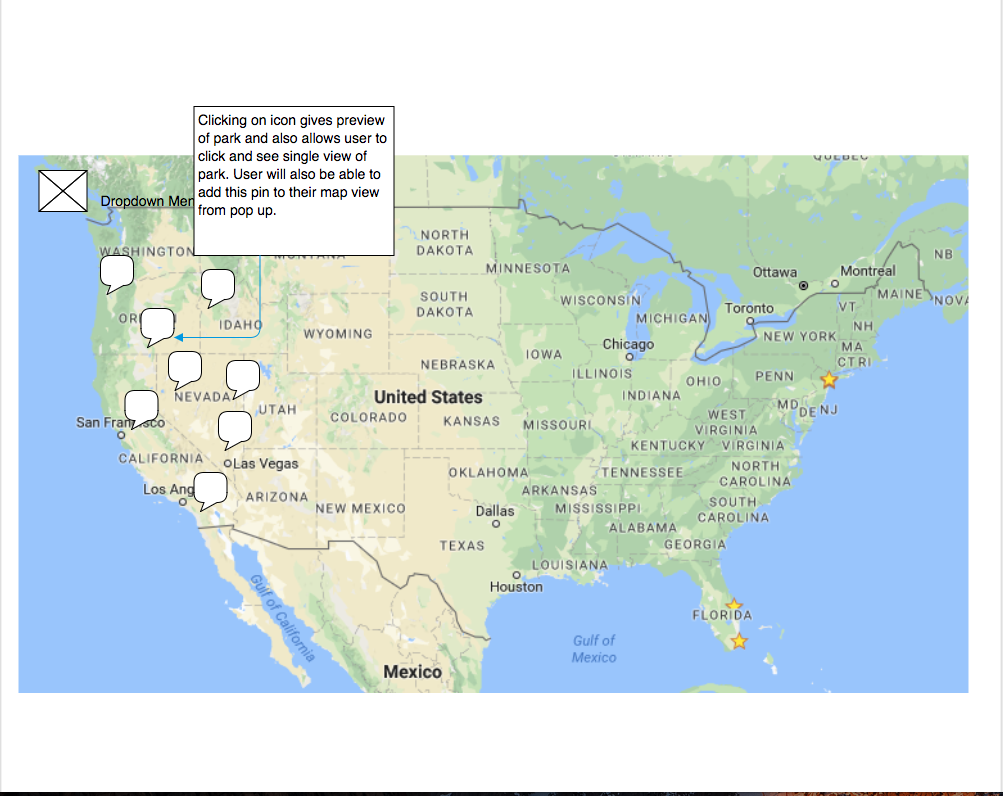 Clicking on icon gives preview
of park and also allows user to
click and see single view of
park. User will also be able to
add this pin to their map view
from pop up.
Dropdown Men
QUEBEC
WASHINGTON
MONTANA
NORTH
DAKOTA
MINNESOTA
Ottawa
Montreal
NB
MAINE
NOVA
SOUTH
DAKOTA
WISCONSIN
MICHIGAN
Toronto
VT
NH
IDAHO
WYOMING
Chicago
NEW YORK
MA
CT RI
IOWA
NEBRASKA
ILLINOIS
OHIO
PENN
INDIANA
NEVADA
UTAH
United States
COLORADO
KANSAS
MISSOURI
WEST
VIRGINIA
MD
DE
NJ
San Francisco
KENTUCKY
VIRGINIA
CALIFORNIA
Las Vegas
OKLAHOMA
TENNESSEE
NORTH
CAROLINA
Los Ang
ARIZONA
NEW MEXICO
ARKANSAS
MISSISSIPPI
SOUTH
CAROLINA
Dallas
ALABAMA
TEXAS
GEORGIA
LOUISIANA
Houston
Gulf of California
FLORIDA
Gulf of
Mexico
Mexico